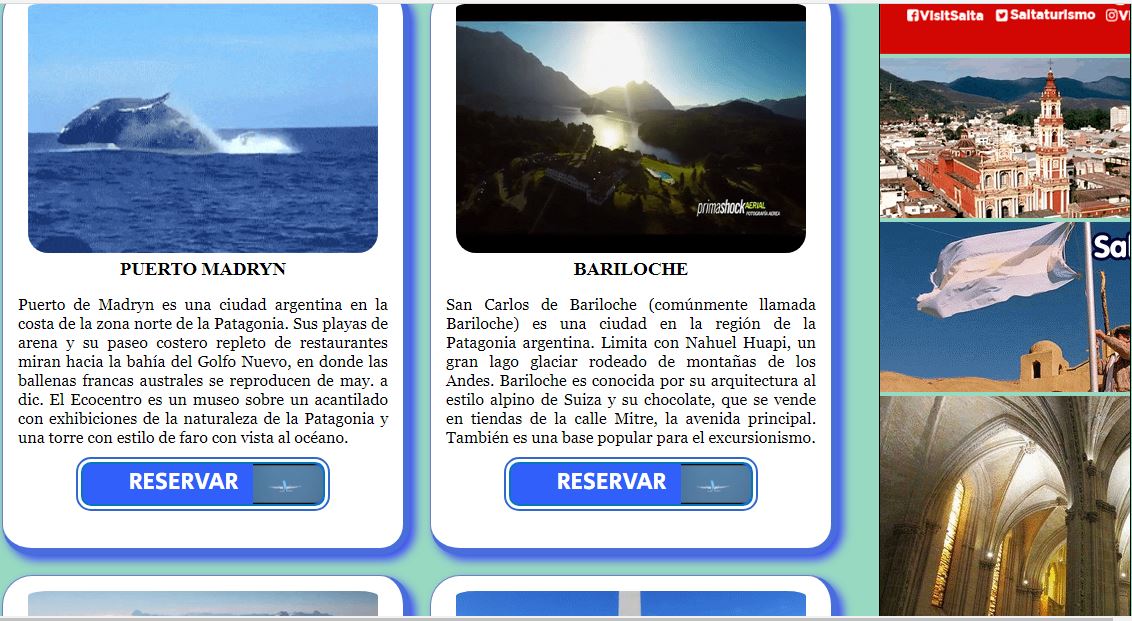 primashock AERIAL
FOTOGRAFÍA AEREA
PUERTO MADRYN
Puerto de Madryn es una ciudad argentina en la
costa de la zona norte de la Patagonia. Sus playas de
arena y su paseo costero repleto de restaurantes
miran hacia la bahía del Golfo Nuevo, en donde las
ballenas francas australes se reproducen de may. a
dic. El Ecocentro es un museo sobre un acantilado
con exhibiciones de la naturaleza de la Patagonia y
una torre con estilo de faro con vista al océano.
RESERVAR
BARILOCHE
San Carlos de Bariloche (comúnmente llamada
Bariloche) es una ciudad en la región de la
Patagonia argentina. Limita con Nahuel Huapi, un
gran lago glaciar rodeado de montañas de los
Andes. Bariloche es conocida por su arquitectura al
estilo alpino de Suiza y su chocolate, que se vende
en tiendas de la calle Mitre, la avenida principal.
También es una base popular para el excursionismo.
RESERVAR
VisitSalta Saltaturismo V
Sal